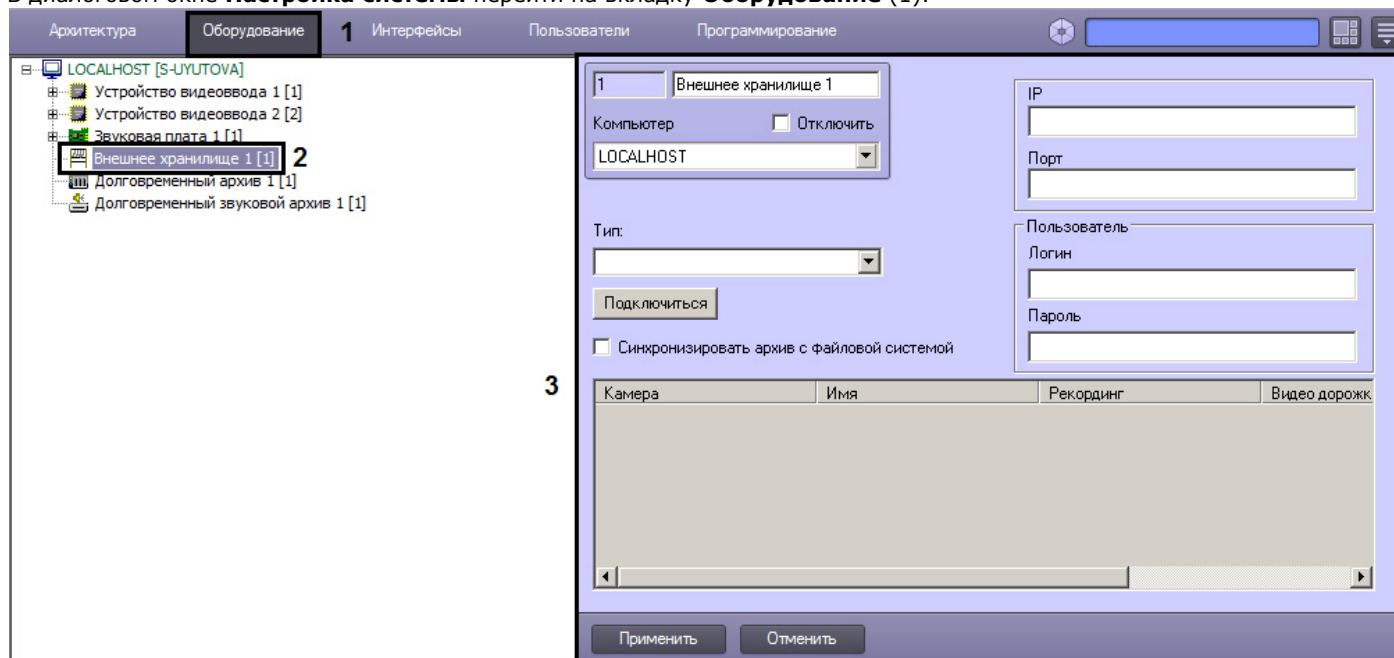 В диалоговом окне Настройка системы перейти на вкладку Оборудование (1).
Архитектура Оборудование 1 Интерфейсы Пользователи Программирование
LOCALHOST [S-UYUTOVA]
Устройство видеоввода 1 [1]
Устройство видеоввода 2 [2]
Звуковая плата 1 [1]
Внешнее хранилище 1 [1] 2
Долговременный архив 1 [1]
Долговременный звуковой архив 1 [1]
3
1 Внешнее хранилище 1
Компьютер Отключить
LOCALHOST
IP
Порт
Тип:
Подключиться
Синхронизировать архив с файловой системой
Пользователь
Логин
Пароль
Камера Имя Рекординг Видео дорожк
Применить Отменить